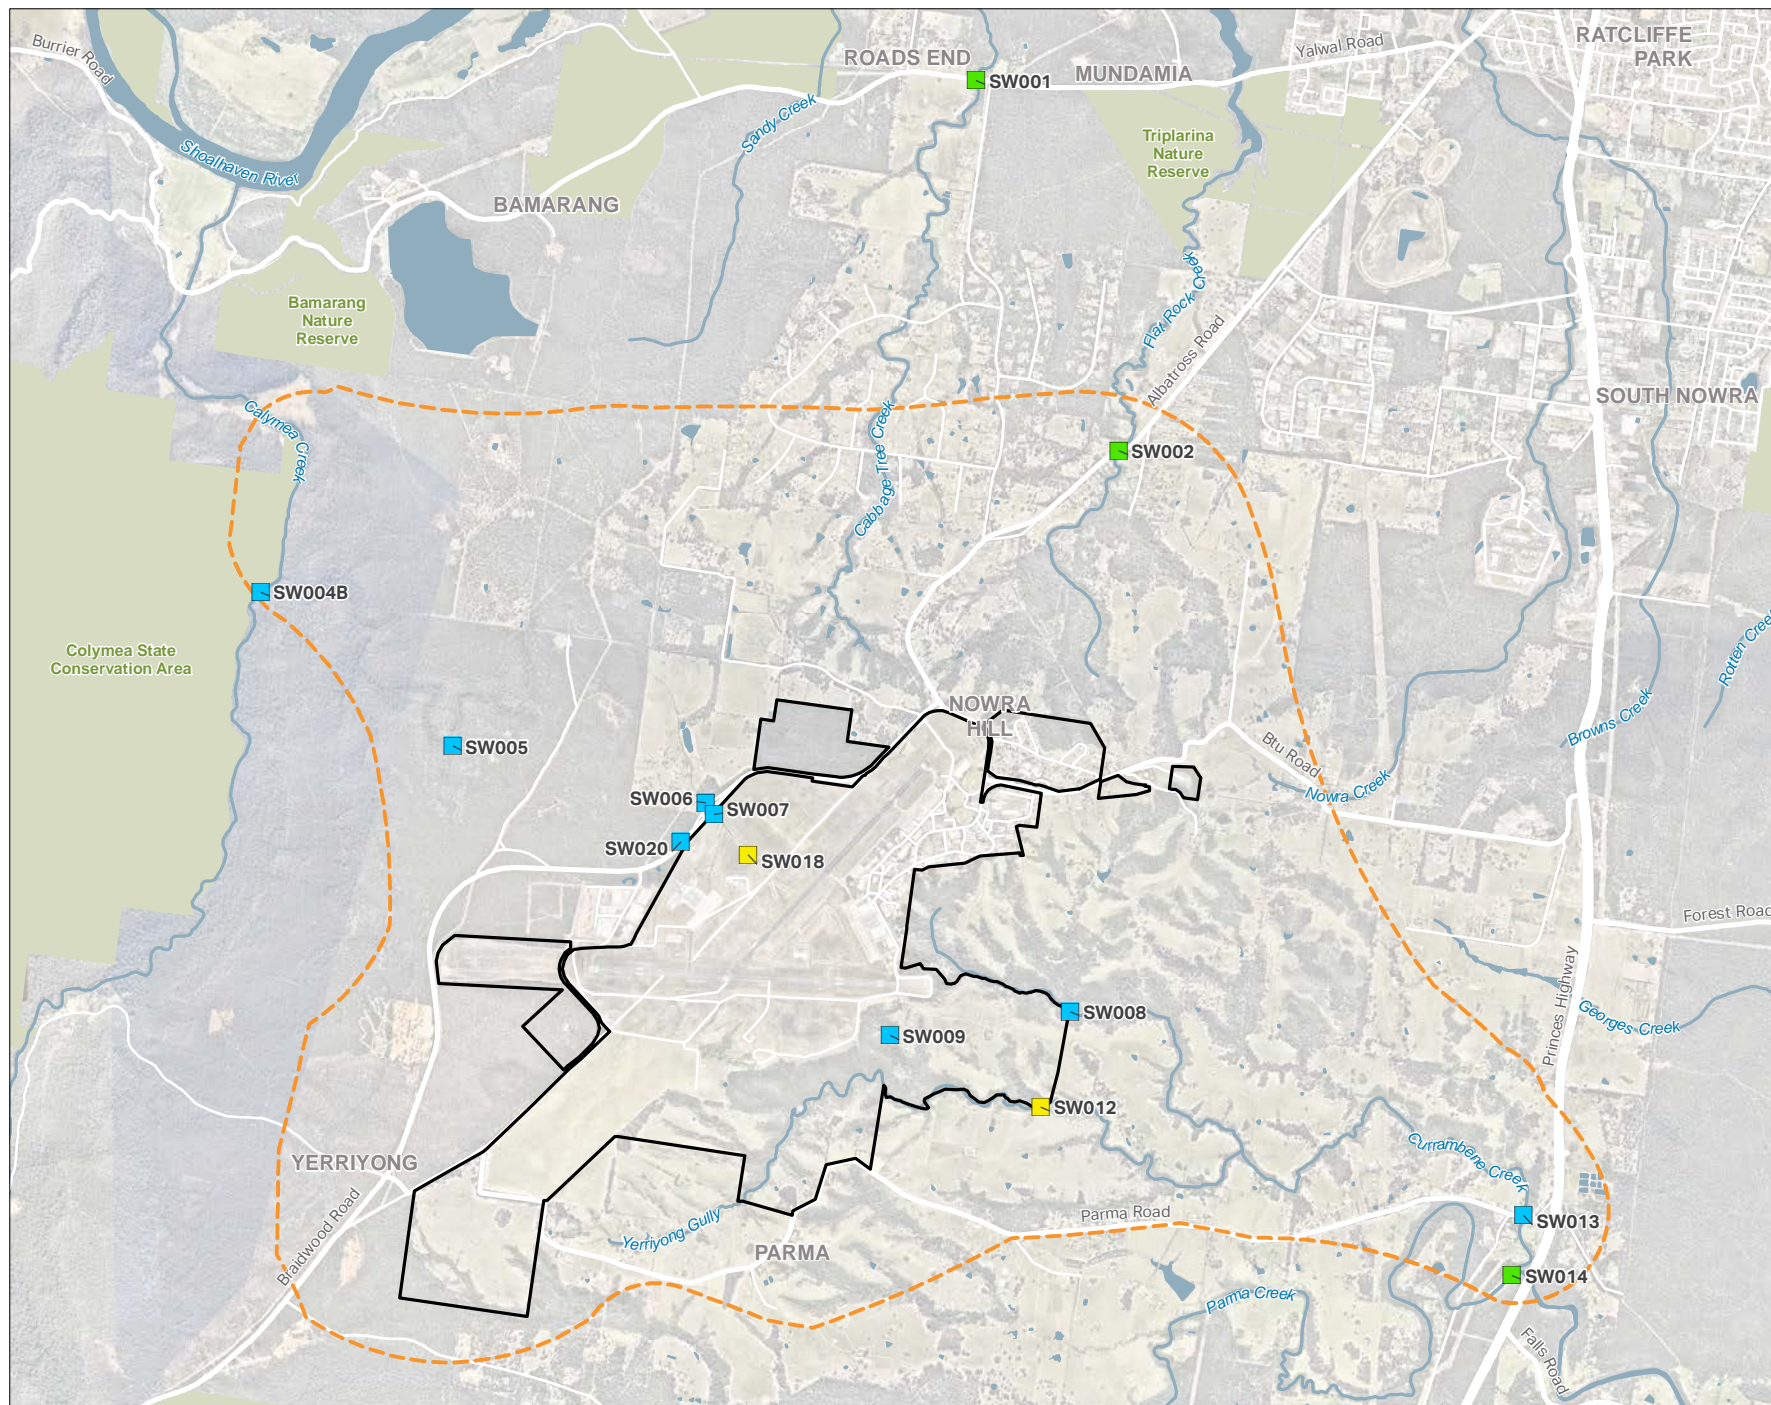 Burrier Road
ROADS END
SW001
MUNDAMIA
Yalwal Road
RATCLIFFE
PARK
Sandy Creek
Triplarina
Nature
Reserve
Shoalhaven River
BAMARANG
Bamarang
Nature
Reserve
Flat Rock Creek
Albatross Road
SOUTH NOWRA
Calymea
Creek
Cabbage Tree Creek
SW002
SW004B
Colymea State
Conservation Area
Rotten Creek
NOWRA
HILL
Browns Creek
SW005
Btu Road
Nowra Creek
SW006
SW007
SW020
SW018
Forest Road
Princes Highway
Georges Creek
SW008
SW009
SW012
Currambene Creek
YERRIYONG
Braidwood Road
Yerriyong Gully
PARMA
Parma Road
SW013
SW014
Parma Creek
Falls Road